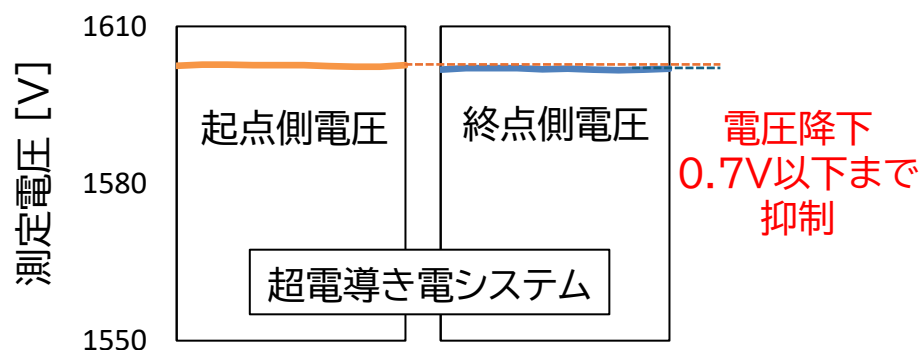 測定電圧 [V]
1610
1580
1550
起点側電圧
終点側電圧
超電導き電システム
電圧降下
0.7V以下まで
抑制